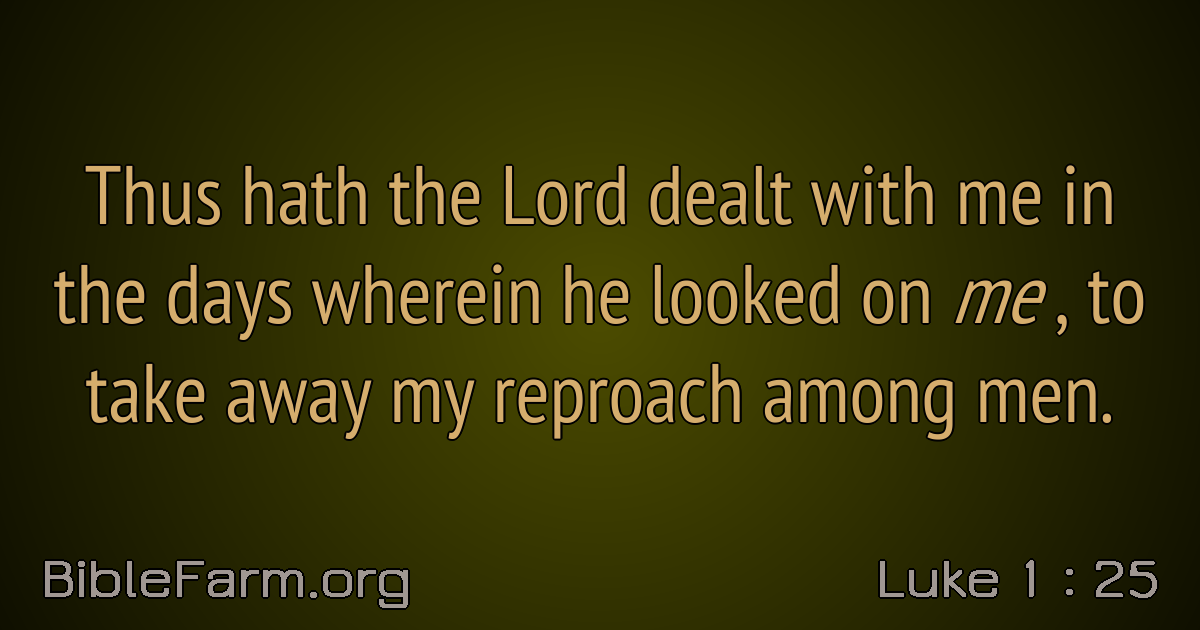 Thus hath the Lord dealt with me in
the days wherein he looked on me, to
take away my reproach among men.
BibleFarm.org
Luke 1 : 25